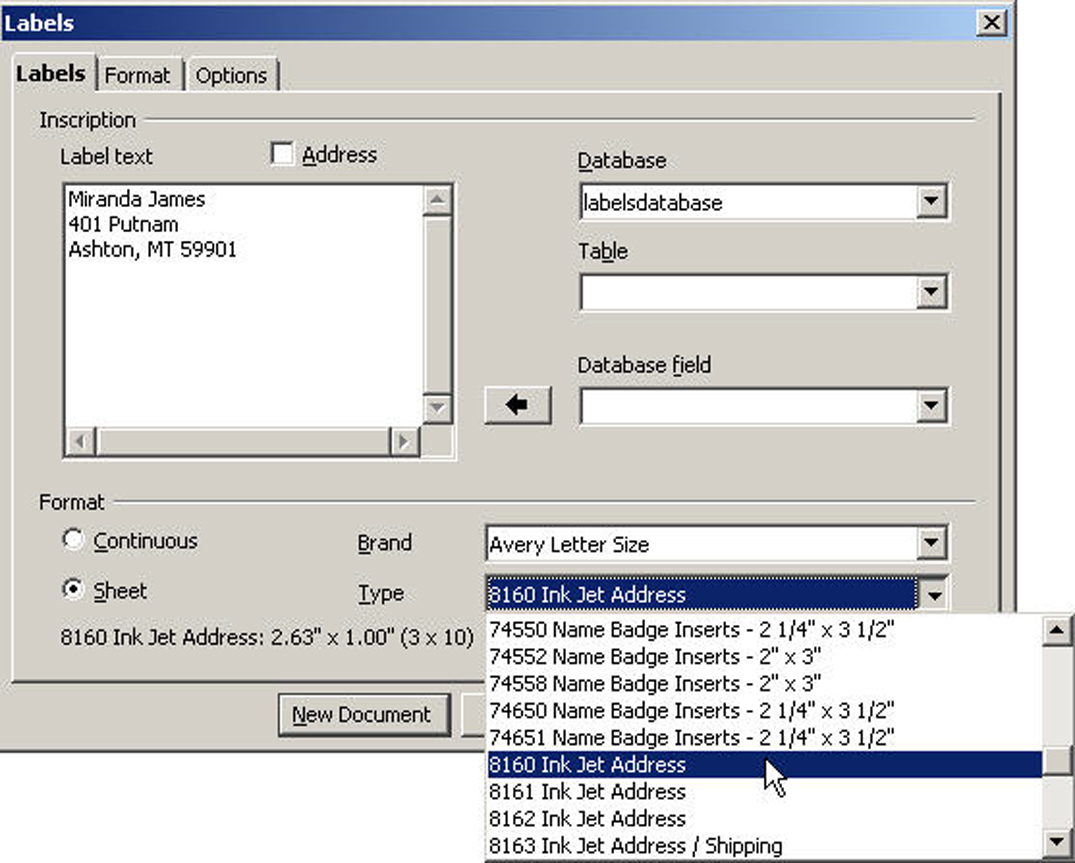 Labels
Labels Format Options
Inscription
Label text
Address
Miranda James
401 Putnam
Ashton, MT 59901
Database
labelsdatabase
Table
Database field
Format
Continuous
Sheet
8160 Ink Jet Address: 2.63" x 1.00" (3 x 10)
Brand
Avery Letter Size
Type
8160 Ink Jet Address
74550 Name Badge Inserts - 2 1/4" x 3 1/2"
74552 Name Badge Inserts - 2" x 3"
74558 Name Badge Inserts - 2" x 3"
74650 Name Badge Inserts - 2 1/4" x 3 1/2"
74651 Name Badge Inserts - 2 1/4" x 3 1/2"
8160 Ink Jet Address
8161 Ink Jet Address
8162 Ink Jet Address
8163 Ink Jet Address / Shipping
New Document